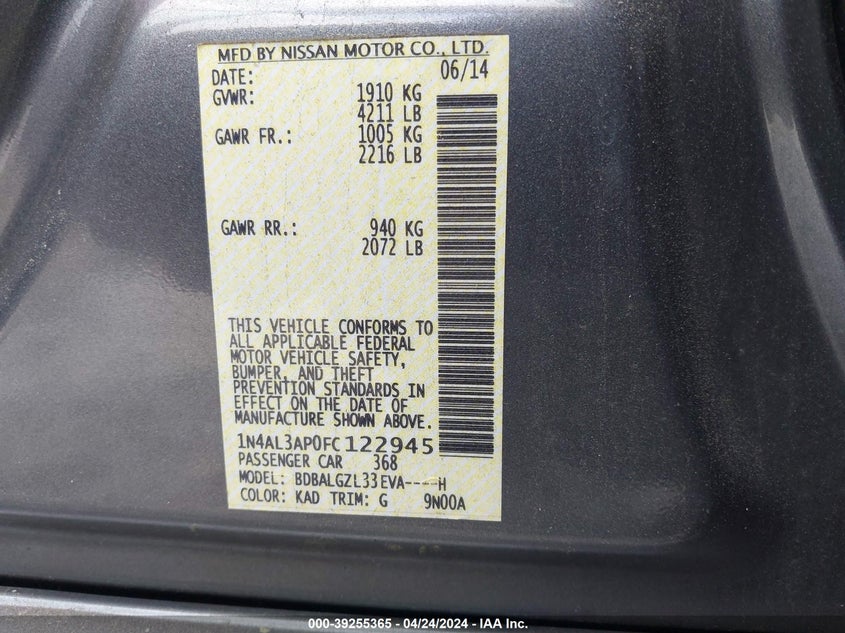 MFD BY NISSAN MOTOR CO., LTD.
DATE: 06/14
GVWR: 1910 KG
4211 LB
GAWR FR.: 1005 KG
2216 LB
GAWR RR.: 940 KG
2072 LB
THIS VEHICLE CONFORMS TO
ALL APPLICABLE FEDERAL
MOTOR VEHICLE SAFETY,
BUMPER, AND THEFT
PREVENTION STANDARDS IN
EFFECT ON THE DATE OF
MANUFACTURE SHOWN ABOVE.
1N4AL3AP0FC122945
PASSENGER CAR 368
MODEL: BDBALGZL33EVA----H
COLOR: KAD TRIM: G 9N00A
000-39255365 - 04/24/2024 - IAA Inc.